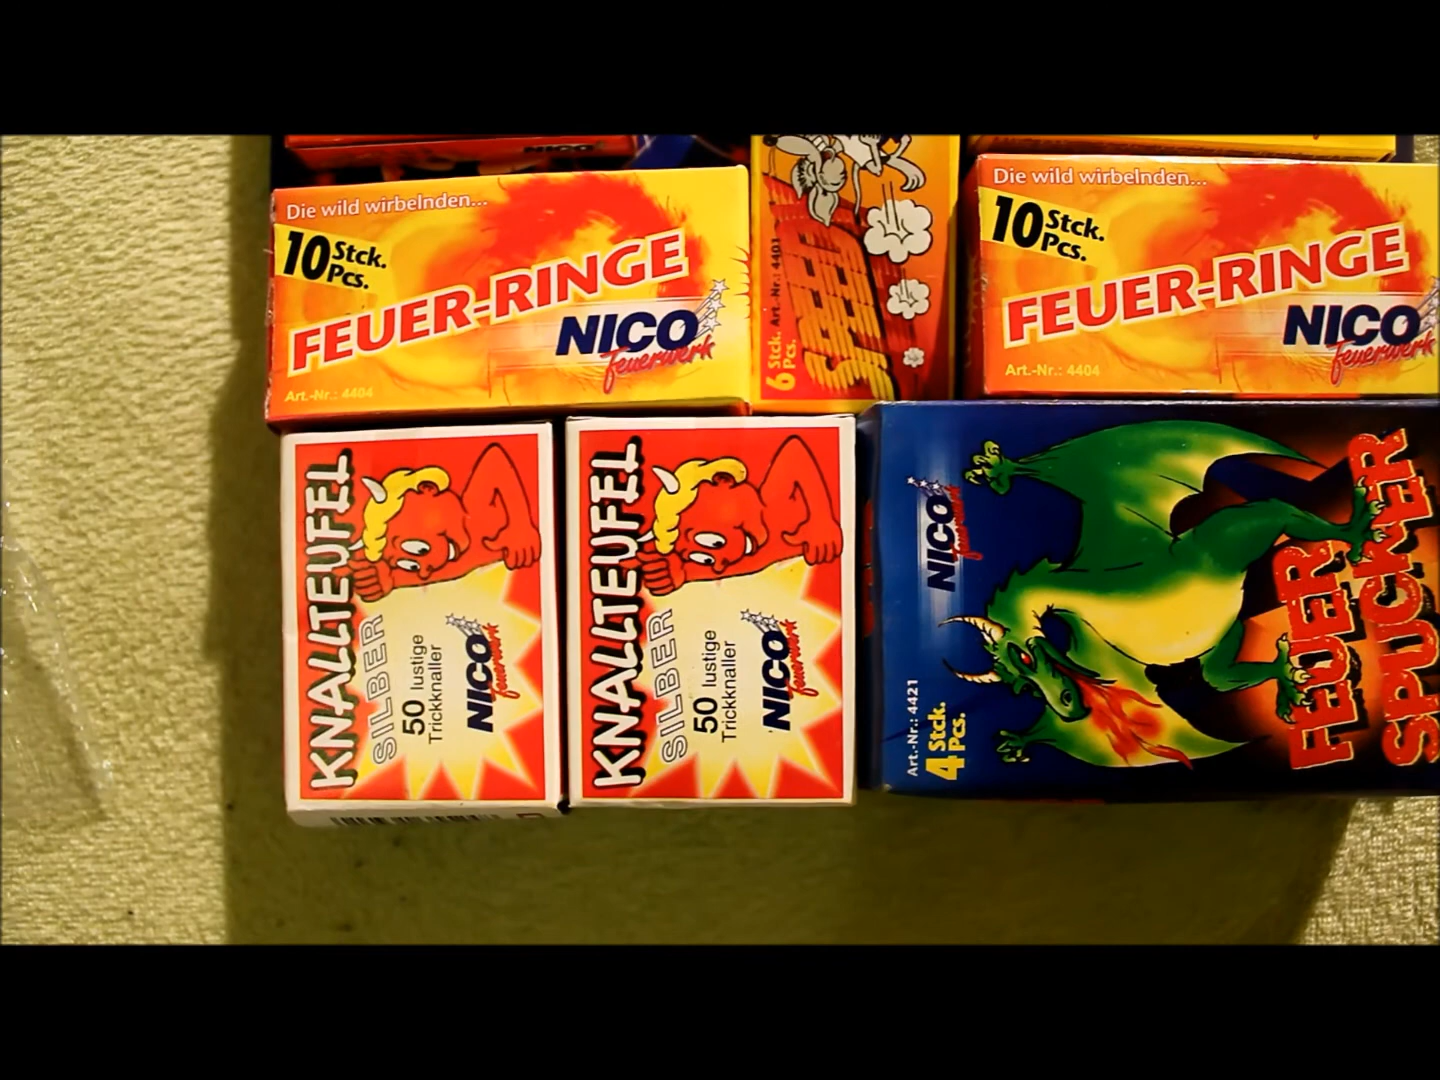 NICO
Die wild wirbelnden...
10 Stck.
Pcs.
FEUER-RINGE
NICO
Feuerwerk
Art.-Nr.: 4404
6 Stck.
Pcs.
Art.-Nr.: 4401
Die wild wirbelnden...
10 Stck.
Pcs.
FEUER-RINGE
NICO
Feuerwerk
Art.-Nr.: 4404
KNALLTEUFEL
SILBER
50 lustige
Trickknaller
NICO
feuerwerk
KNALLTEUFEL
SILBER
50 lustige
Trickknaller
NICO
feuerwerk
NICO
feuerwerk
Art.-Nr.: 4421
4 Stck.
Pcs.
FEUER
SPUCKER